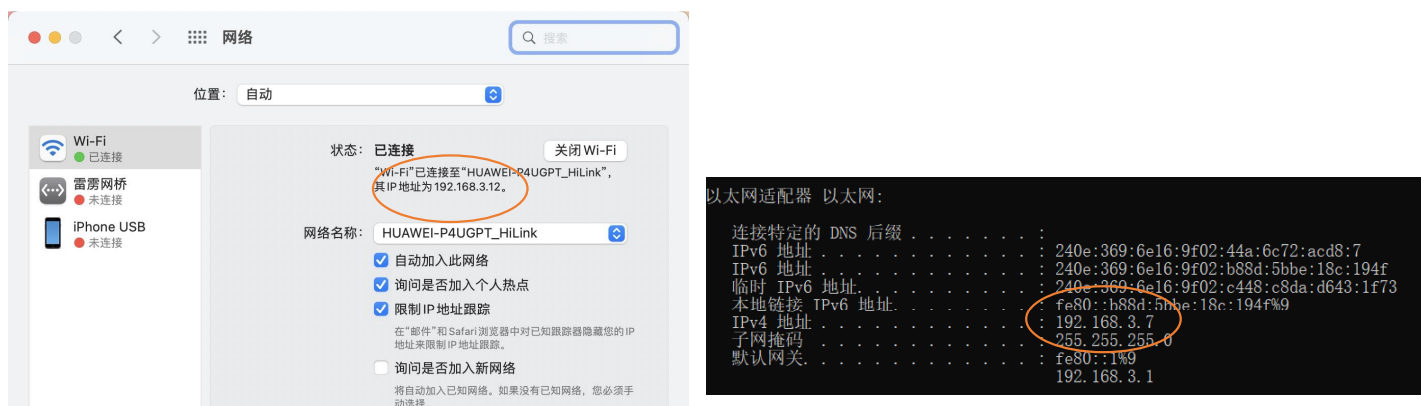 网络
搜索
位置: 自动
Wi-Fi
已连接
雷雳网桥
未连接
iPhone USB
未连接
状态: 已连接
关闭 Wi-Fi
“Wi-Fi”已连接至“HUAWEI-P4UGPT_HiLink”，
其 IP 地址为 192.168.3.12。
网络名称: HUAWEI-P4UGPT_HiLink
自动加入此网络
询问是否加入个人热点
限制 IP 地址跟踪
在“邮件”和 Safari 浏览器中对已知跟踪器隐藏您的 IP
地址来限制 IP 地址跟踪。
询问是否加入新网络
将自动加入已知网络。如果没有已知网络，您必须手
动选择。
以太网适配器 以太网:
连接特定的 DNS 后缀 . . . . . . . :
IPv6 地址 . . . . . . . . . . . . : 240e:369:6e16:9f02:44a:6c72:acd8:7
IPv6 地址 . . . . . . . . . . . . : 240e:369:6e16:9f02:b88d:5bbe:18c:194f
临时 IPv6 地址. . . . . . . . . . : 240e:369:6e16:9f02:c448:c8da:d643:1f73
本地链接 IPv6 地址. . . . . . . . : fe80::b88d:5bbe:18c:194f%9
IPv4 地址 . . . . . . . . . . . . : 192.168.3.7
子网掩码 . . . . . . . . . . . . : 255.255.255.0
默认网关. . . . . . . . . . . . . : fe80::1%9
192.168.3.1